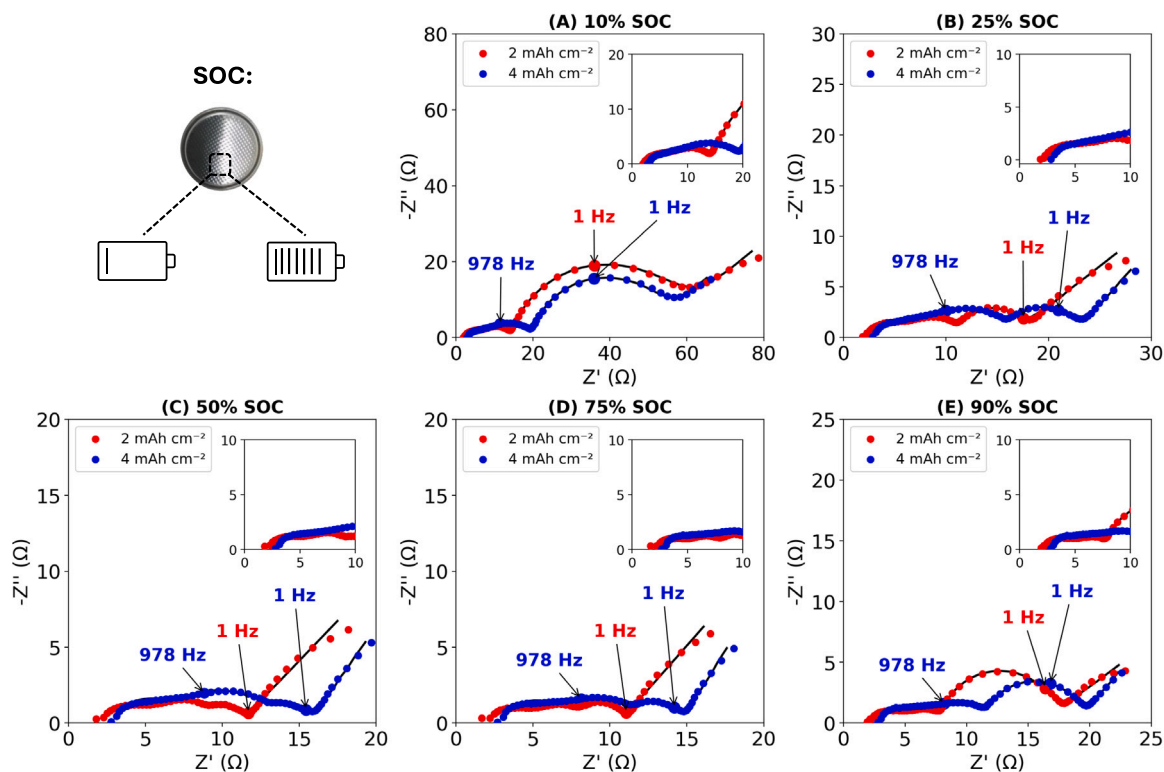 SOC:
(A) 10% SOC
2 mAh cm⁻²
4 mAh cm⁻²
80
60
40
20
0
-Z'' (Ω)
20
10
0
0
10
20
1 Hz
1 Hz
978 Hz
0
20
40
60
80
Z' (Ω)
(B) 25% SOC
2 mAh cm⁻²
4 mAh cm⁻²
30
25
20
15
10
5
0
-Z'' (Ω)
10
5
0
5
10
1 Hz
1 Hz
978 Hz
0
10
20
30
Z' (Ω)
(C) 50% SOC
2 mAh cm⁻²
4 mAh cm⁻²
20
15
10
5
0
-Z'' (Ω)
10
5
0
0
5
10
1 Hz
1 Hz
978 Hz
0
5
10
15
20
Z' (Ω)
(D) 75% SOC
2 mAh cm⁻²
4 mAh cm⁻²
20
15
10
5
0
-Z'' (Ω)
10
5
0
0
5
10
1 Hz
1 Hz
978 Hz
0
5
10
15
20
Z' (Ω)
(E) 90% SOC
2 mAh cm⁻²
4 mAh cm⁻²
25
20
15
10
5
0
-Z'' (Ω)
10
5
0
0
5
10
1 Hz
1 Hz
978 Hz
0
5
10
15
20
25
Z' (Ω)